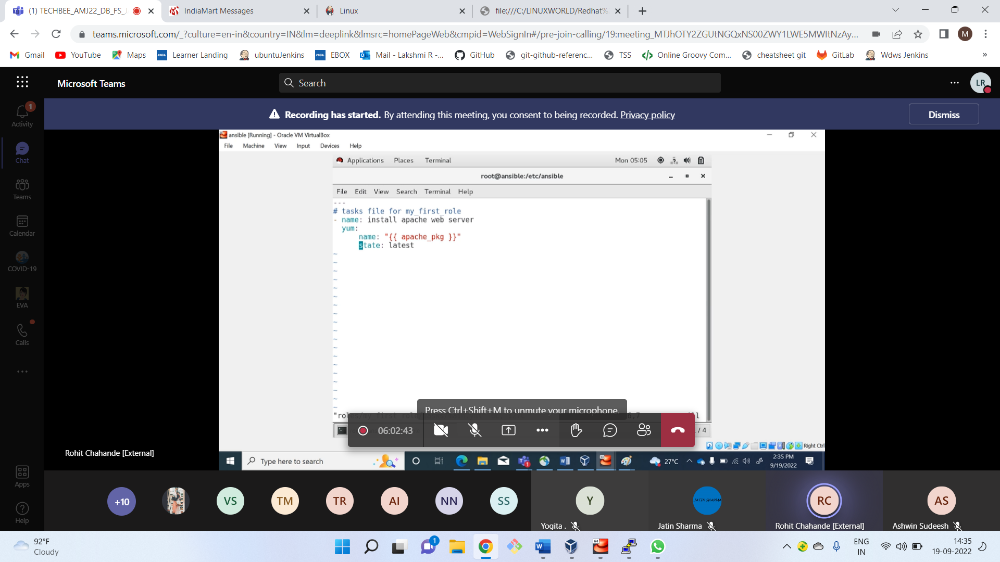 (1) TECHBEE_AMJ22_DB_FS_J
IndiaMart Messages
Linux
file:///C:/LINUXWORLD/Redhat%
teams.microsoft.com/_?culture=en-in&country=IN&lm=deeplink&lmsrc=homePageWeb&cmpid=WebSignIn#/pre-join-calling/19:meeting_MTJhOTY2ZGUtNGQxNS00ZWY1LWE5MWItNzAy...
M
Gmail YouTube Maps HCL Learner Landing ubuntuJenkins HCL EBOX Mail - Lakshmi R -... GitHub git-github-referenc... TSS Online Groovy Com... cheatsheet git GitLab Wdws Jenkins »
Microsoft Teams
Search
LR
Recording has started. By attending this meeting, you consent to being recorded. Privacy policy
Dismiss
1
Activity
Chat
Teams
Calendar
COVID-19
EVA
Calls
Apps
Help
ansible [Running] - Oracle VM VirtualBox
File Machine View Input Devices Help
Applications Places Terminal Mon 05:05
root@ansible:/etc/ansible
File Edit View Search Terminal Help
---
# tasks file for my_first_role
- name: install apache web server
yum:
name: "{{ apache_pkg }}"
state: latest
Press Ctrl+Shift+M to unmute your microphone.
06:02:43
/ 4
Right Ctrl
Rohit Chahande [External]
Type here to search
27°C
2:35 PM
9/19/2022
+10 VS TM TR AI NN SS Y JATIN SHARMA RC AS
Yogita . Jatin Sharma Rohit Chahande [External] Ashwin Sudeesh
92°F
Cloudy
1
64
ENG
IN
14:35
19-09-2022